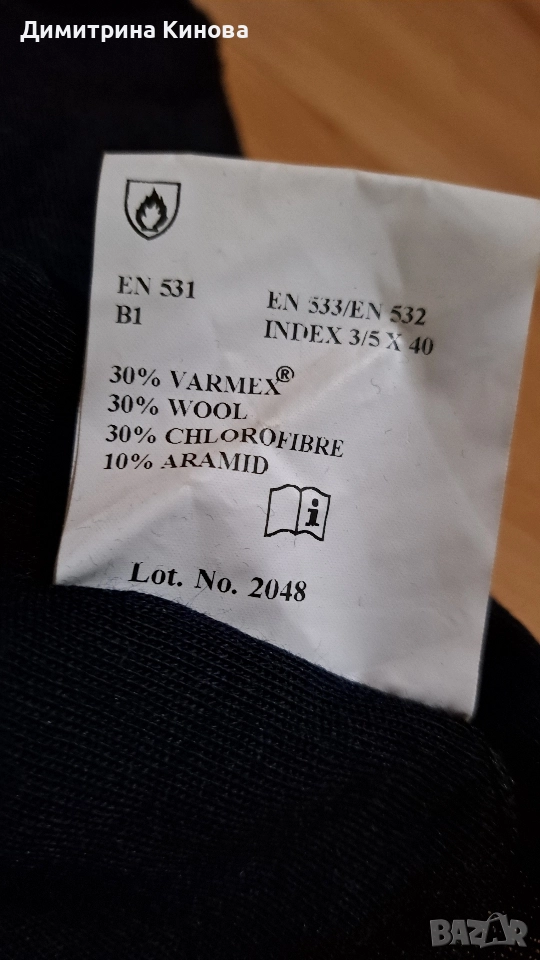 Димитрина Кинова
EN 531
B1
EN 533/EN 532
INDEX 3/5 X 40
30% VARMEX®
30% WOOL
30% CHLOROFIBRE
10% ARAMID
i
Lot. No. 2048
BAZAR